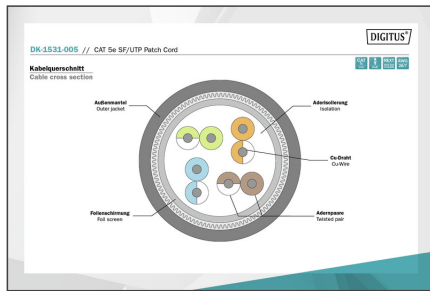 DIGITUS®
DK-1531-005 // CAT 5e SF/UTP Patch Cord
Kabelquerschnitt
Cable cross section
Außenmantel
Outer jacket
Aderisolierung
Isolation
Cu-Draht
Cu-Wire
Folienschirmung
Foil screen
Adernpaare
Twisted pair